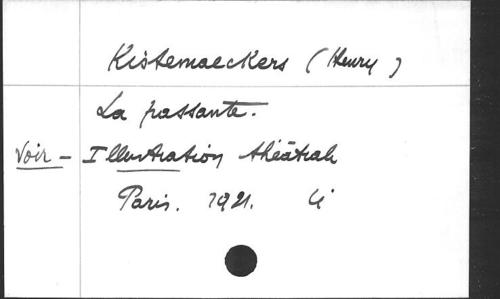 Kistemaeckers (Henry)
La passante.
Voir - Illustration théâtrale
Paris. 1921. 4